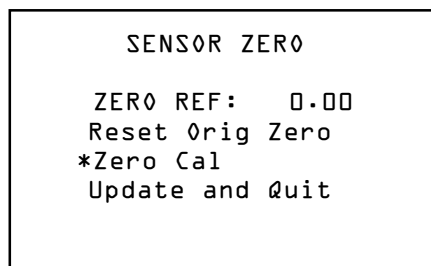 SENSOR ZERO
ZERO REF: 0.00
Reset Orig Zero
*Zero Cal
Update and Quit